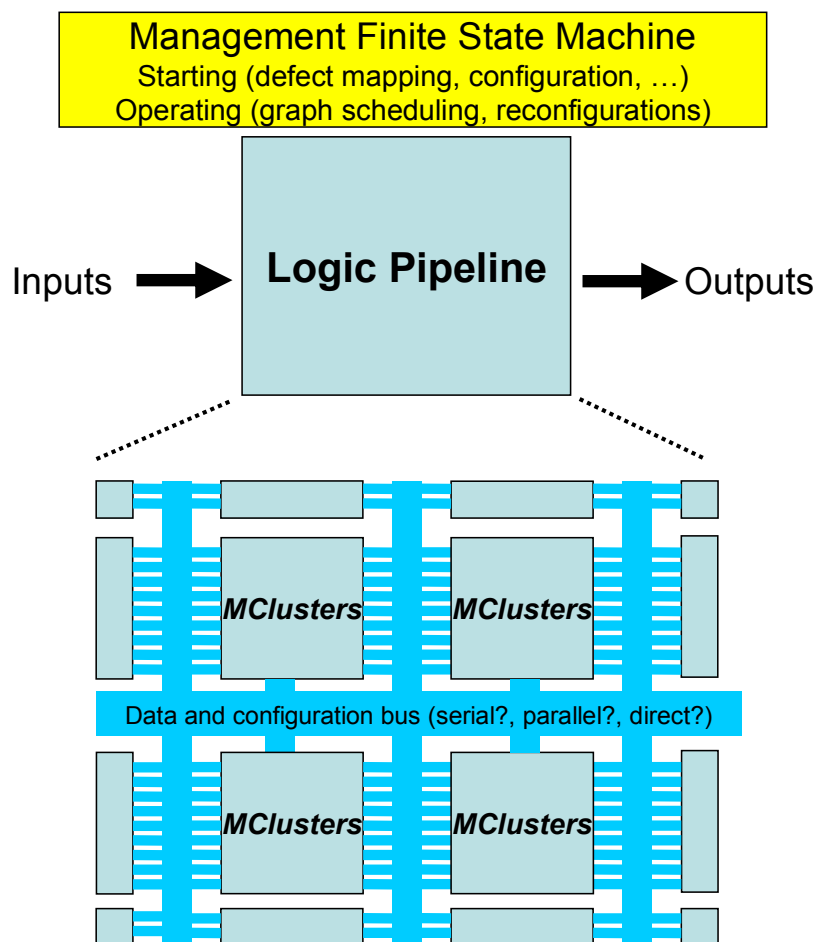 Management Finite State Machine
Starting (defect mapping, configuration, …)
Operating (graph scheduling, reconfigurations)
Inputs
Logic Pipeline
Outputs
MClusters
MClusters
Data and configuration bus (serial?, parallel?, direct?)
MClusters
MClusters